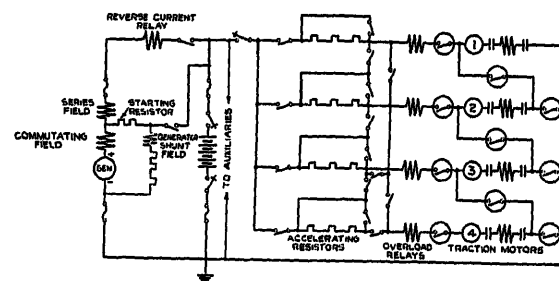 REVERSE CURRENT
RELAY
SERIES
FIELD
STARTING
RESISTOR
COMMUTATING
FIELD
GENERATOR
SHUNT
FIELD
GEN
TO AUXILIARIES
1
2
3
4
ACCELERATING
RESISTORS
OVERLOAD
RELAYS
TRACTION MOTORS